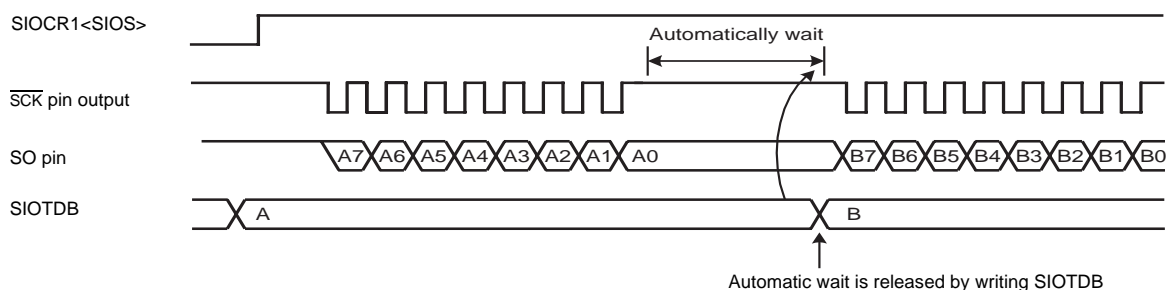 SIOCR1<SIOS>
Automatically wait
SCK pin output
SO pin
A7 A6 A5 A4 A3 A2 A1 A0 B7 B6 B5 B4 B3 B2 B1 B0
SIOTDB
A B
Automatic wait is released by writing SIOTDB